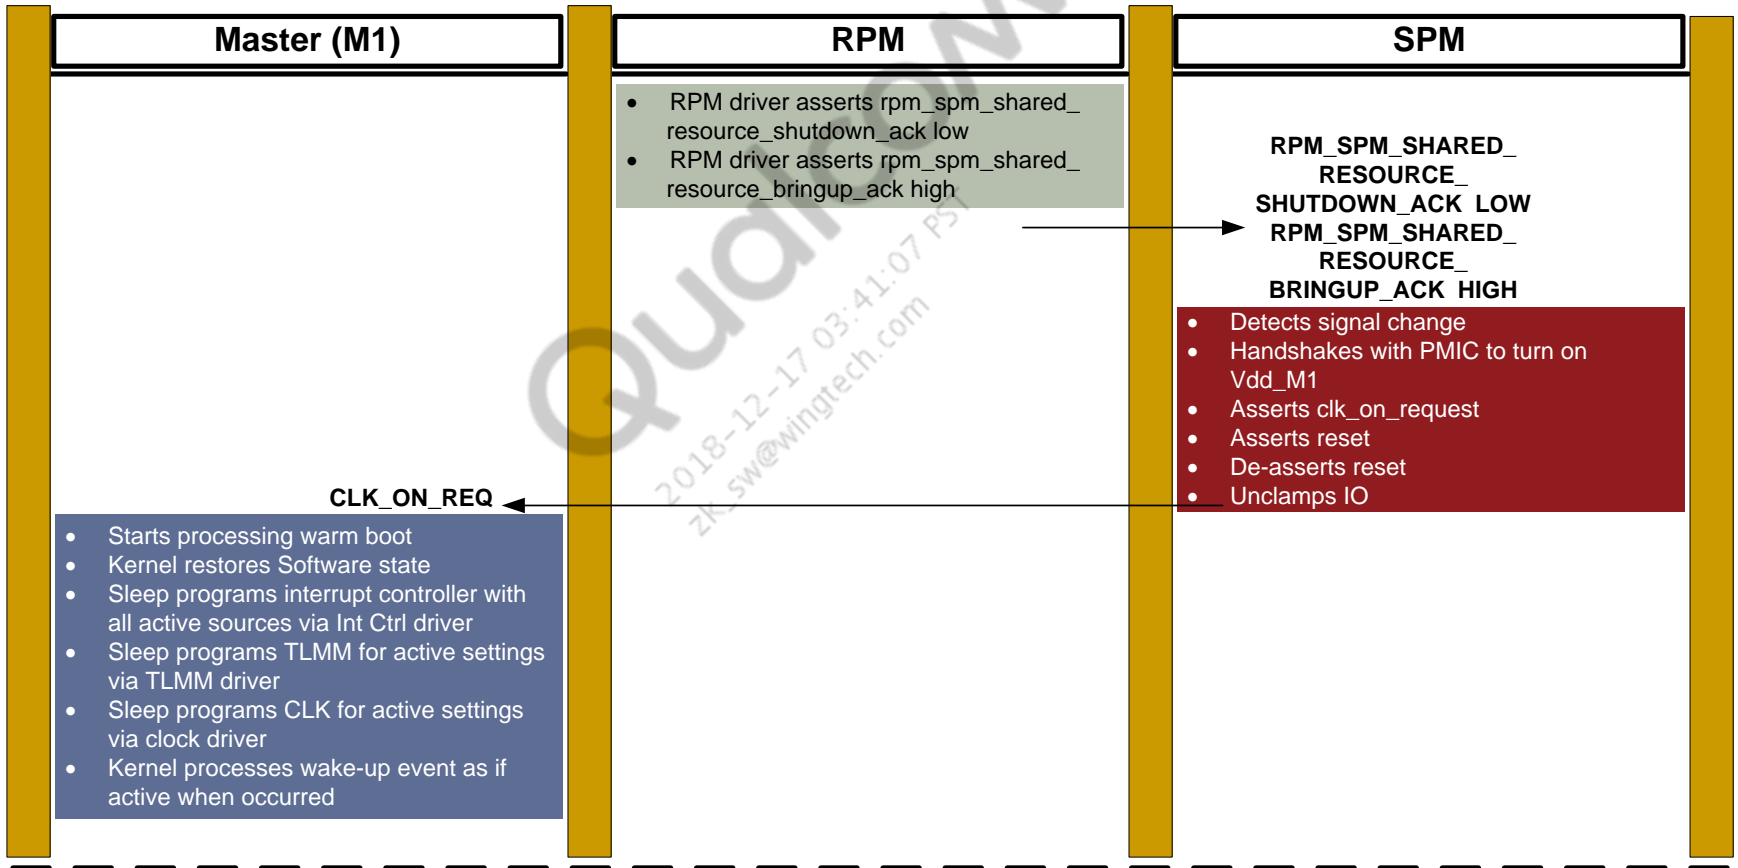 Master (M1)
RPM
SPM
• RPM driver asserts rpm_spm_shared_
resource_shutdown_ack low
• RPM driver asserts rpm_spm_shared_
resource_bringup_ack high
RPM_SPM_SHARED_
RESOURCE_
SHUTDOWN_ACK LOW
RPM_SPM_SHARED_
RESOURCE_
BRINGUP_ACK HIGH
• Detects signal change
• Handshakes with PMIC to turn on
Vdd_M1
• Asserts clk_on_request
• Asserts reset
• De-asserts reset
• Unclamps IO
CLK_ON_REQ
• Starts processing warm boot
• Kernel restores Software state
• Sleep programs interrupt controller with
all active sources via Int Ctrl driver
• Sleep programs TLMM for active settings
via TLMM driver
• Sleep programs CLK for active settings
via clock driver
• Kernel processes wake-up event as if
active when occurred
Qualcom
2018-12-17 03:41:07 PST
zk_sw@wingtech.com